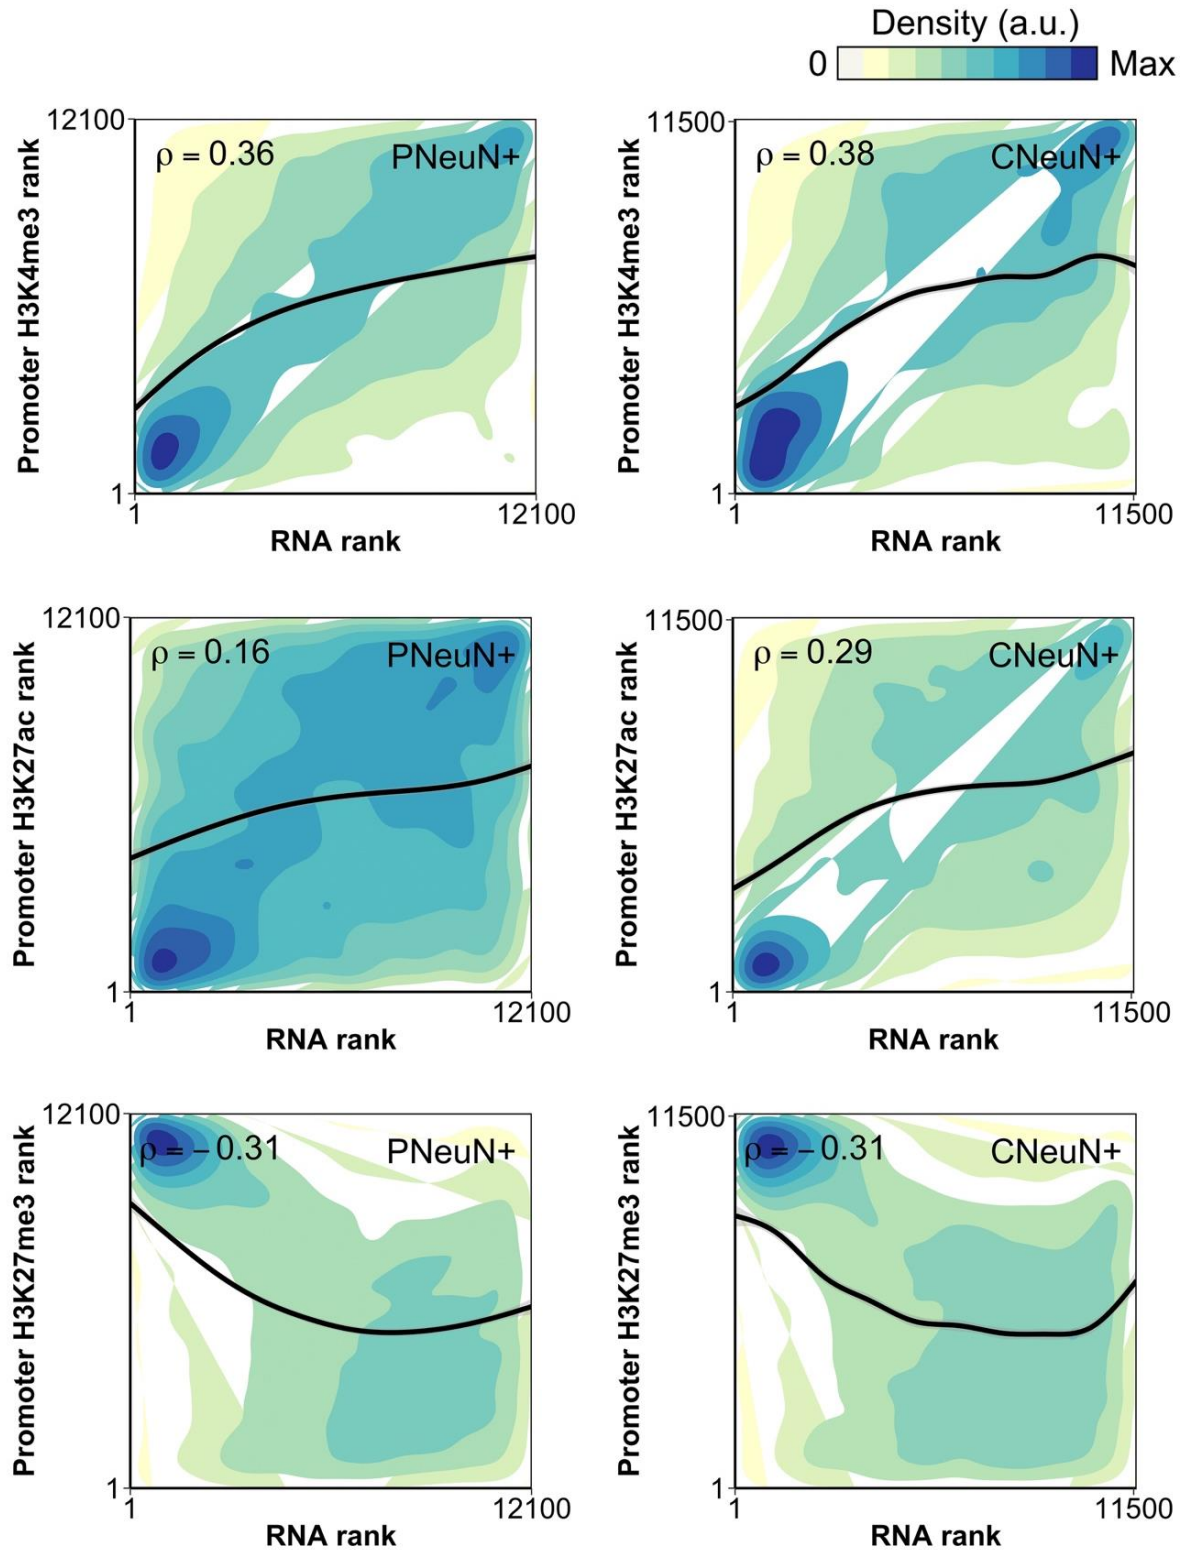 Density (a.u.)
0 Max
12100
Promoter H3K4me3 rank
ρ = 0.36
PNeuN+
1
1
12100
RNA rank
11500
Promoter H3K4me3 rank
ρ = 0.38
CNeuN+
1
1
11500
RNA rank
12100
Promoter H3K27ac rank
ρ = 0.16
PNeuN+
1
1
12100
RNA rank
11500
Promoter H3K27ac rank
ρ = 0.29
CNeuN+
1
1
11500
RNA rank
12100
Promoter H3K27me3 rank
ρ = − 0.31
PNeuN+
1
1
12100
RNA rank
11500
Promoter H3K27me3 rank
ρ = − 0.31
CNeuN+
1
1
11500
RNA rank